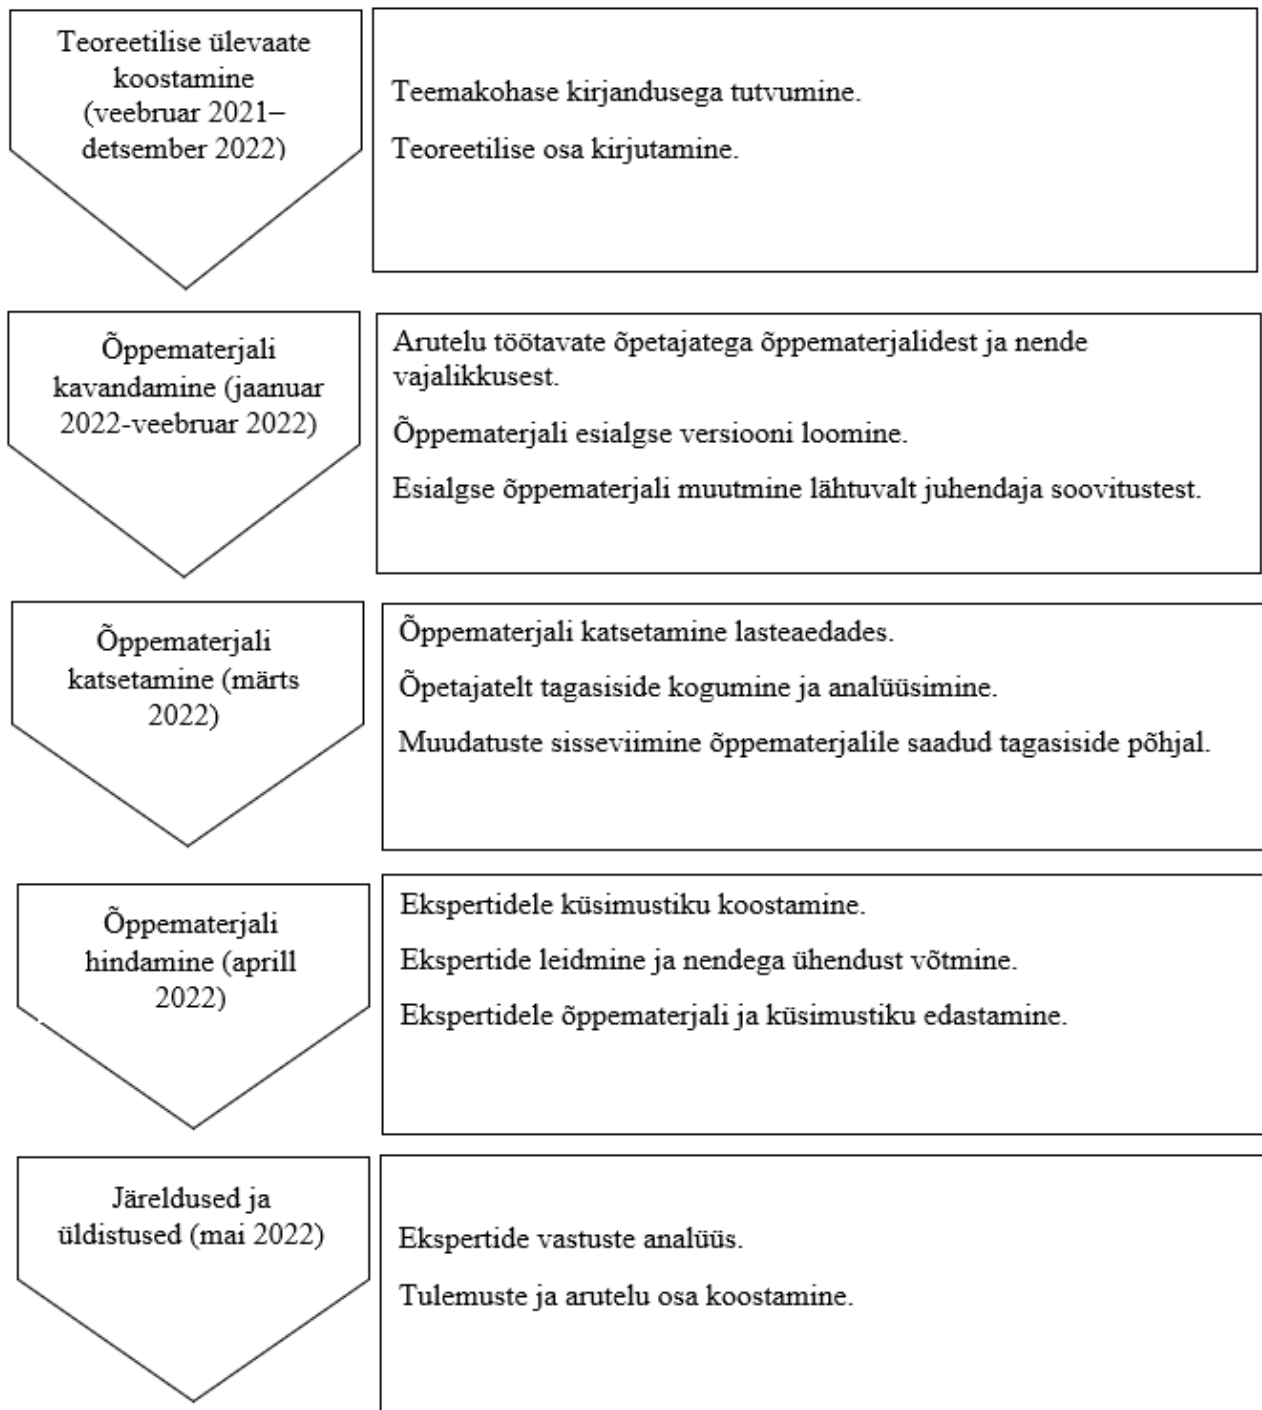 Teoreetilise ülevaate
koostamine
(veebruar 2021–
detsember 2022)
Teemakohase kirjandusega tutvumine.
Teoreetilise osa kirjutamine.
Õppematerjali
kavandamine (jaanuar
2022-veebruar 2022)
Arutelu töötavate õpetajatega õppematerjalidest ja nende
vajalikkusest.
Õppematerjali esialgse versiooni loomine.
Esialgse õppematerjali muutmine lähtuvalt juhendaja soovitustest.
Õppematerjali
katsetamine (märts
2022)
Õppematerjali katsetamine lasteaedades.
Õpetajatelt tagasiside kogumine ja analüüsimine.
Muudatuste sisseviimine õppematerjalile saadud tagasiside põhjal.
Õppematerjali
hindamine (aprill
2022)
Ekspertidele küsimustiku koostamine.
Ekspertide leidmine ja nendega ühendust võtmine.
Ekspertidele õppematerjali ja küsimustiku edastamine.
Järeldused ja
üldistused (mai 2022)
Ekspertide vastuste analüüs.
Tulemuste ja arutelu osa koostamine.